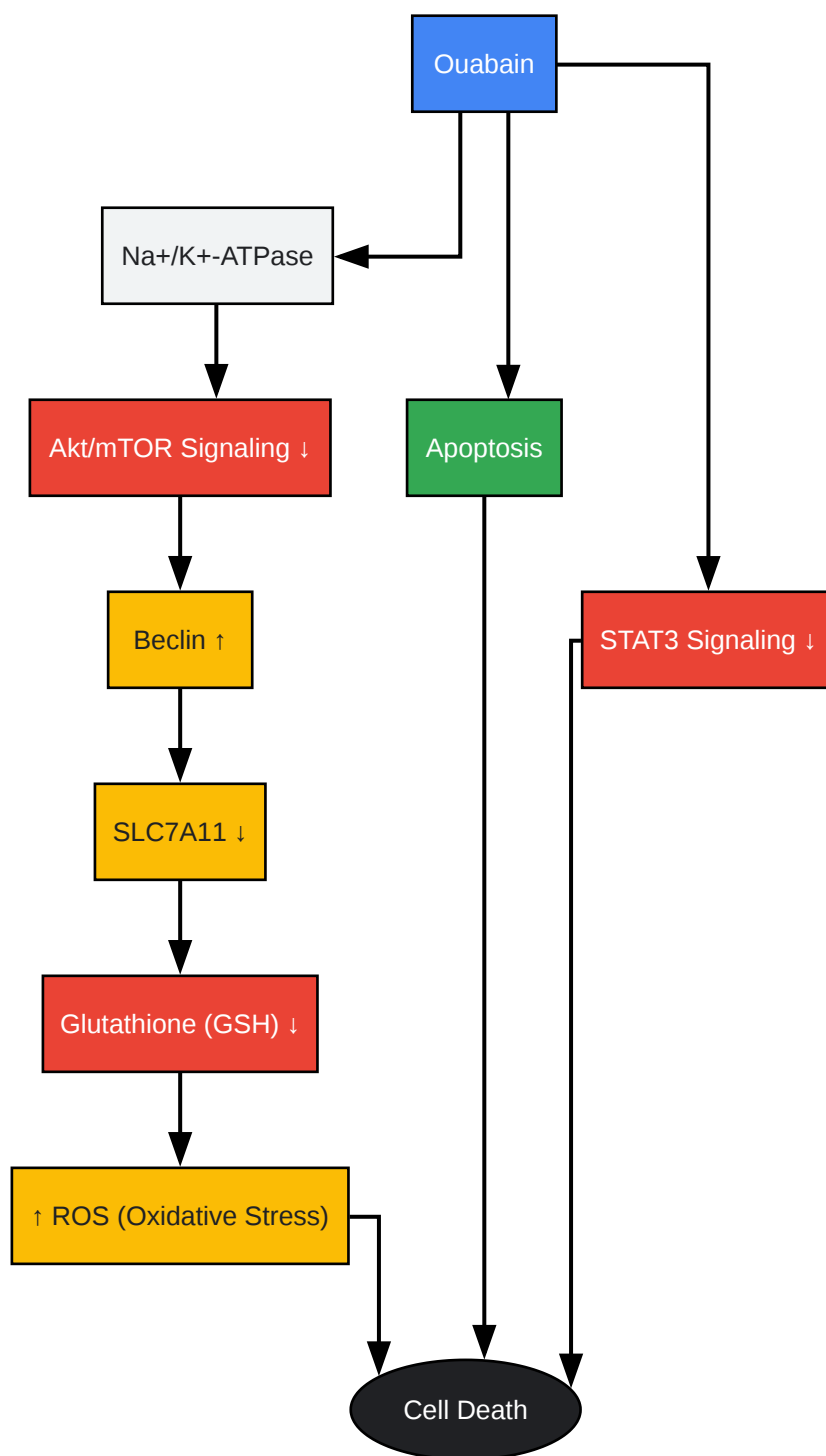 Ouabain
Na+/K+-ATPase
Akt/mTOR Signaling ↓
Apoptosis
Beclin ↑
STAT3 Signaling ↓
SLC7A11 ↓
Glutathione (GSH) ↓
↑ ROS (Oxidative Stress)
Cell Death